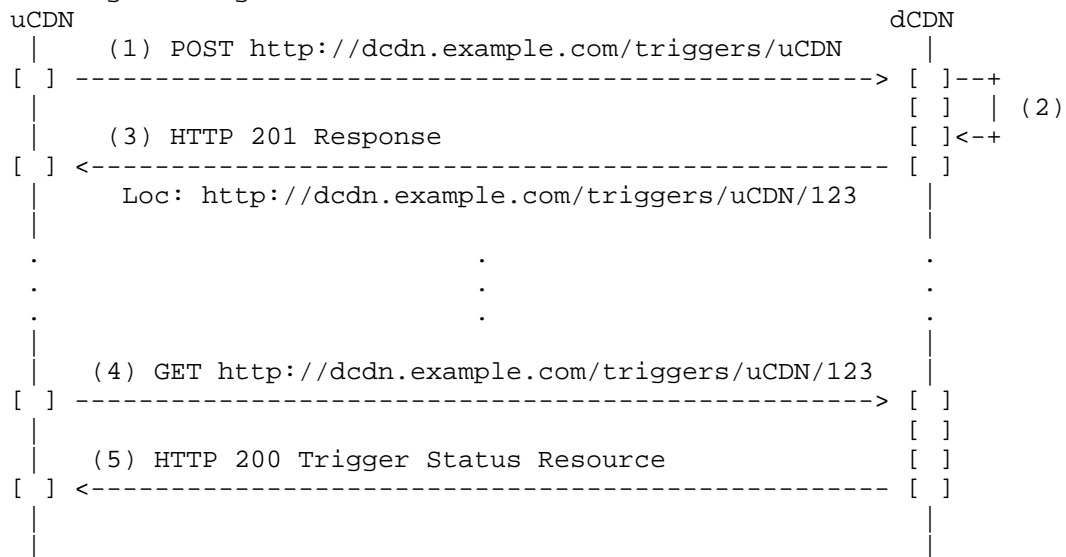 uCDN                                                   dCDN
 |    (1) POST http://dcdn.example.com/triggers/uCDN     |
[ ] --------------------------------------------------> [ ]--+
 |                                                      [ ]  | (2)
 |    (3) HTTP 201 Response                             [ ]<-+
[ ] <-------------------------------------------------- [ ]
 |     Loc: http://dcdn.example.com/triggers/uCDN/123    |
 |                                                       |
 .                           .                           .
 .                           .                           .
 .                           .                           .
 |                                                       |
 |   (4) GET http://dcdn.example.com/triggers/uCDN/123   |
[ ] --------------------------------------------------> [ ]
 |                                                      [ ]
 |   (5) HTTP 200 Trigger Status Resource               [ ]
[ ] <-------------------------------------------------- [ ]
 |                                                       |
 |                                                       |